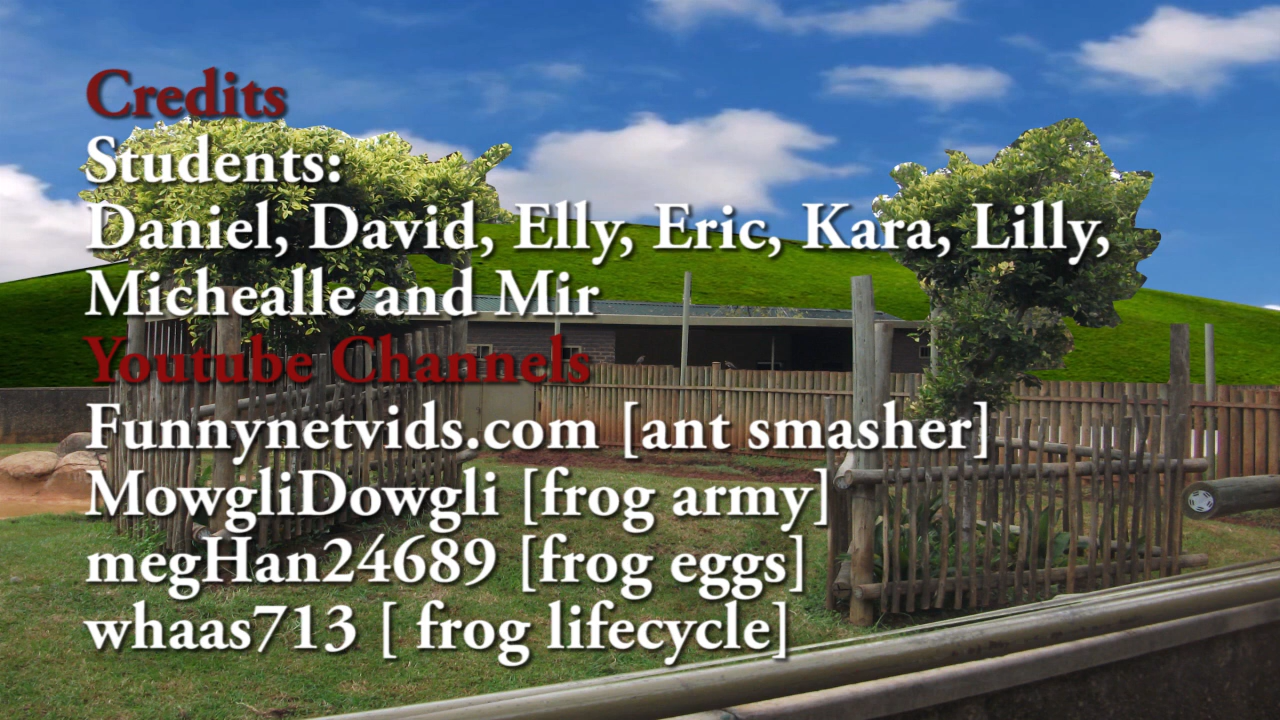 Credits
Students:
Daniel, David, Elly, Eric, Kara, Lilly,
Michealle and Mir
Youtube Channels
Funnynetvids.com [ant smasher]
MowgliDowgli [frog army]
megHan24689 [frog eggs]
whaas713 [ frog lifecycle]